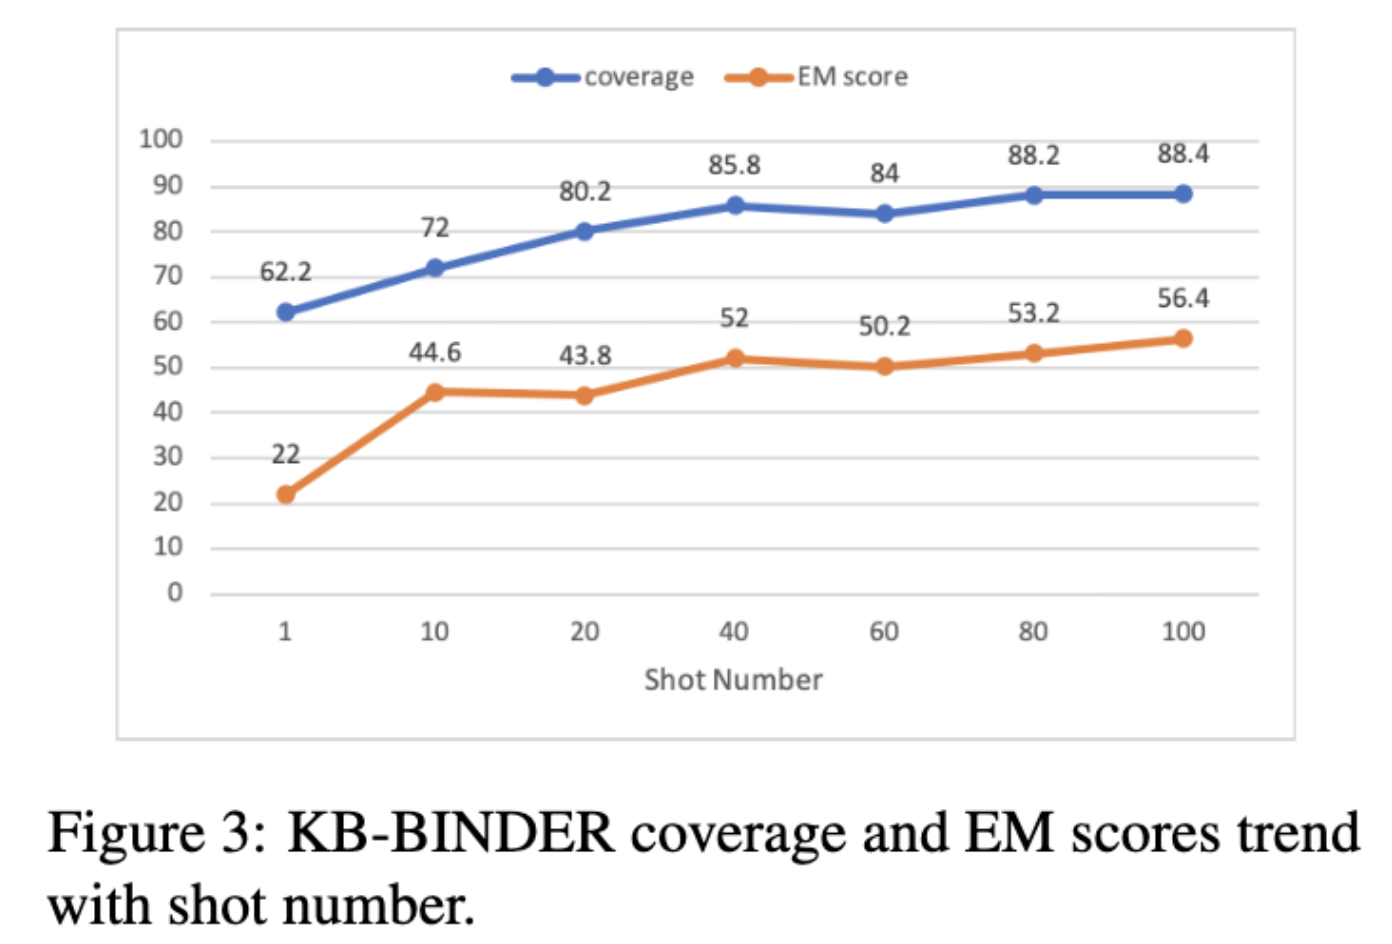 coverage EM score
100
90
80
70
60
50
40
30
20
10
0
62.2 72 80.2 85.8 84 88.2 88.4
22 44.6 43.8 52 50.2 53.2 56.4
1 10 20 40 60 80 100
Shot Number
Figure 3: KB-BINDER coverage and EM scores trend
with shot number.